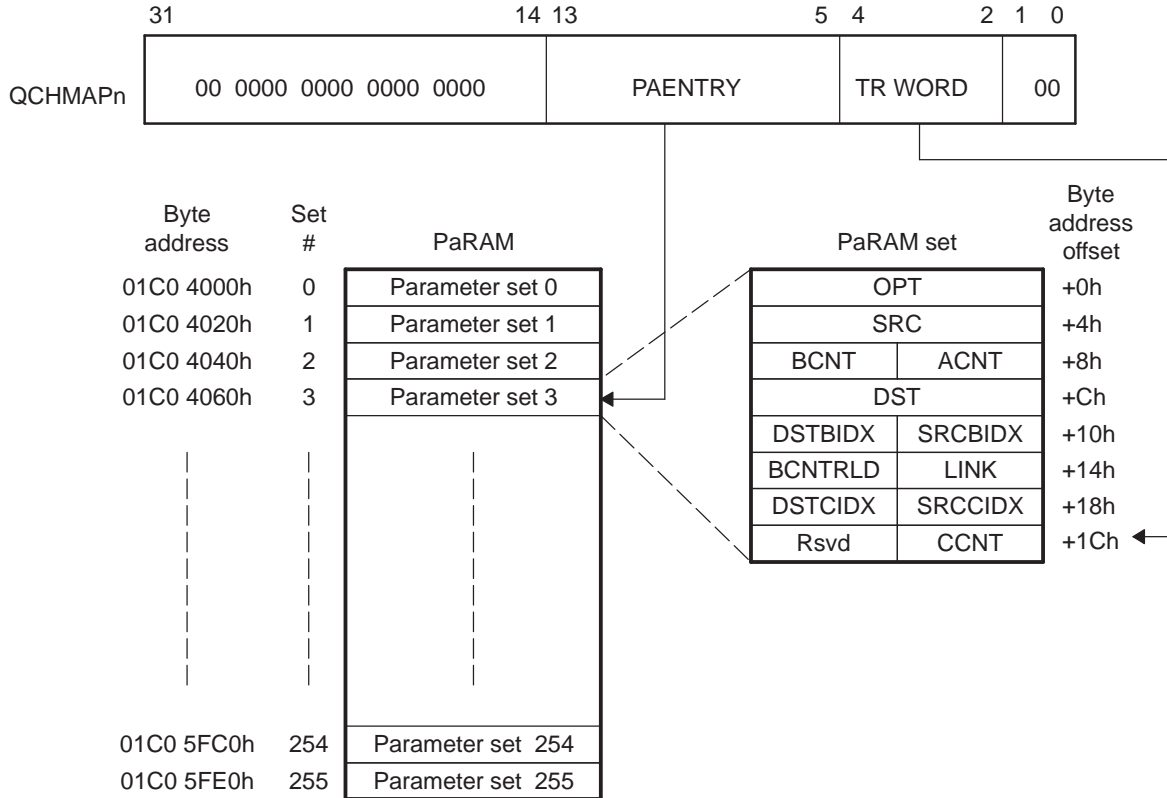 31 14 13 5 4 2 1 0
QCHMAPn 00 0000 0000 0000 0000 PAENTRY TR WORD 00
Byte address Set # PaRAM
01C0 4000h 0 Parameter set 0
01C0 4020h 1 Parameter set 1
01C0 4040h 2 Parameter set 2
01C0 4060h 3 Parameter set 3
01C0 5FC0h 254 Parameter set 254
01C0 5FE0h 255 Parameter set 255
PaRAM set Byte address offset
OPT +0h
SRC +4h
BCNT ACNT +8h
DST +Ch
DSTBIDX SRCBIDX +10h
BCNTRLD LINK +14h
DSTCIDX SRCCIDX +18h
Rsvd CCNT +1Ch